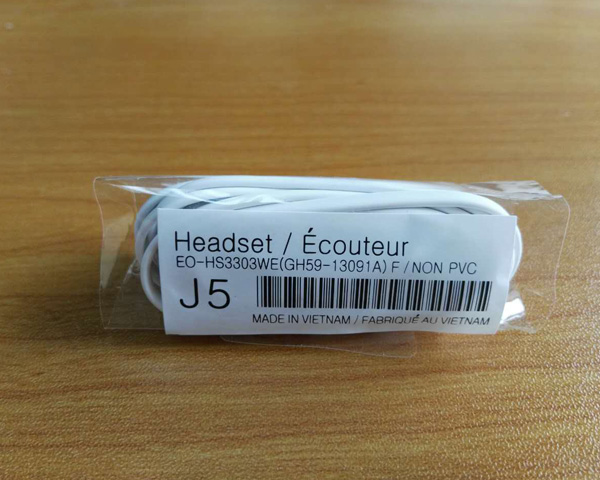 Headset / Écouteur
EO-HS3303WE(GH59-13091A) F / NON PVC
J5
MADE IN VIETNAM / FABRIQUÉ AU VIETNAM